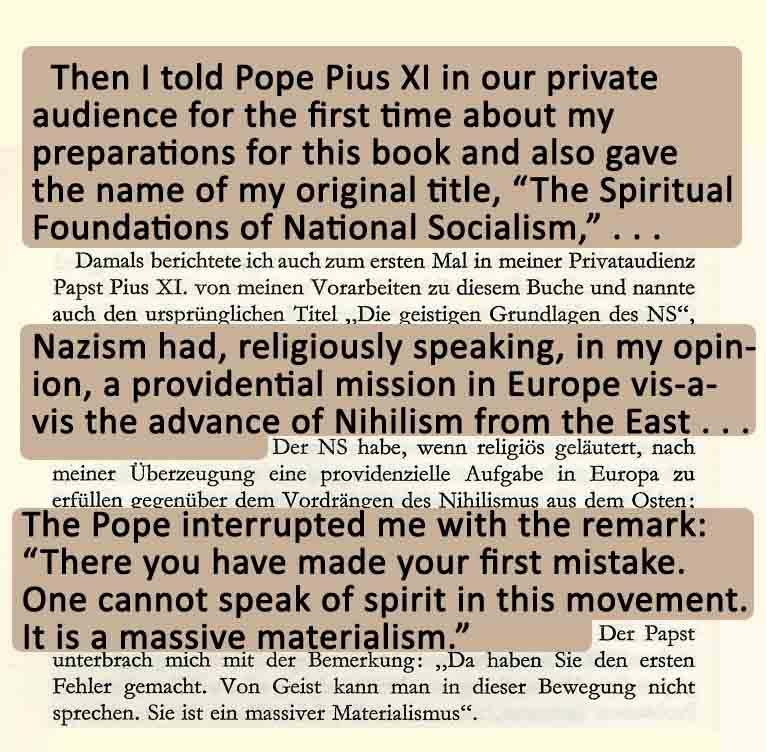 Then I told Pope Pius XI in our private
audience for the first time about my
preparations for this book and also gave
the name of my original title, “The Spiritual
Foundations of National Socialism,” . . .
Damals berichtete ich auch zum ersten Mal in meiner Privataudienz
Papst Pius XI. von meinen Vorarbeiten zu diesem Buche und nannte
auch den ursprünglichen Titel „Die geistigen Grundlagen des NS“,
Nazism had, religiously speaking, in my opin-
ion, a providential mission in Europe vis-a-
vis the advance of Nihilism from the East . . .
Der NS habe, wenn religiös geläutert, nach
meiner Überzeugung eine providenzielle Aufgabe in Europa zu
erfüllen gegenüber dem Vordrängen des Nihilismus aus dem Osten:
The Pope interrupted me with the remark:
“There you have made your first mistake.
One cannot speak of spirit in this movement.
It is a massive materialism.”
Der Papst
unterbrach mich mit der Bemerkung: „Da haben Sie den ersten
Fehler gemacht. Von Geist kann man in dieser Bewegung nicht
sprechen. Sie ist ein massiver Materialismus“.